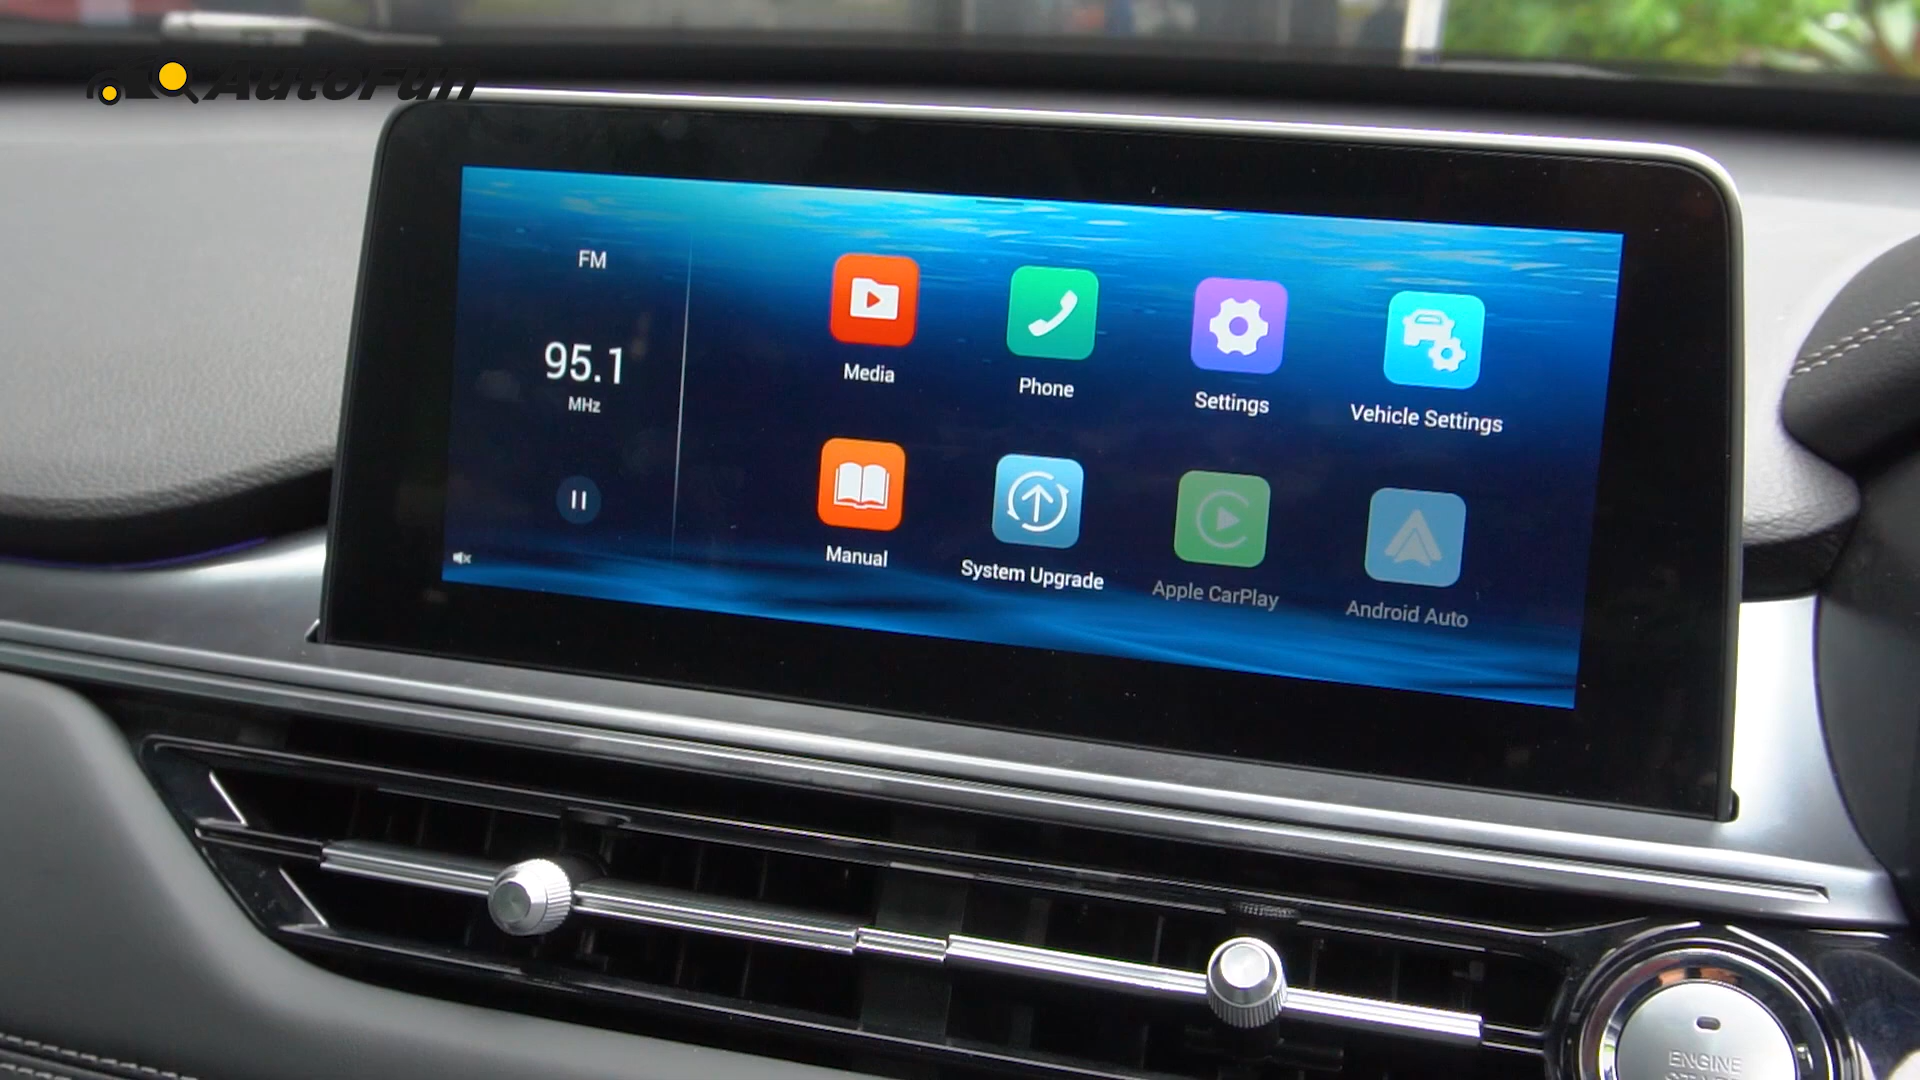 AutoFun
FM
95.1
MHz
Media
Phone
Settings
Vehicle Settings
Manual
System Upgrade
Apple CarPlay
Android Auto
ENGINE